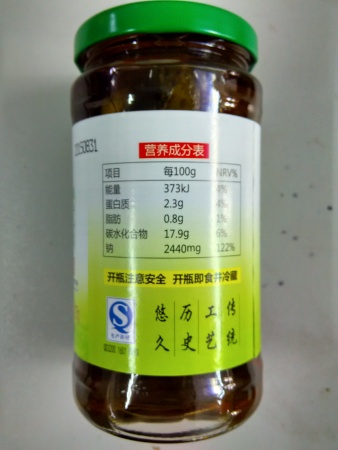 20150831
营养成分表
项目 每100g NRV%
能量 373kJ 4%
蛋白质 2.3g 4%
脂肪 0.8g 1%
碳水化合物 17.9g 6%
钠 2440mg 122%
开瓶注意安全 开瓶即食并冷藏
传统
工艺
历史
悠久